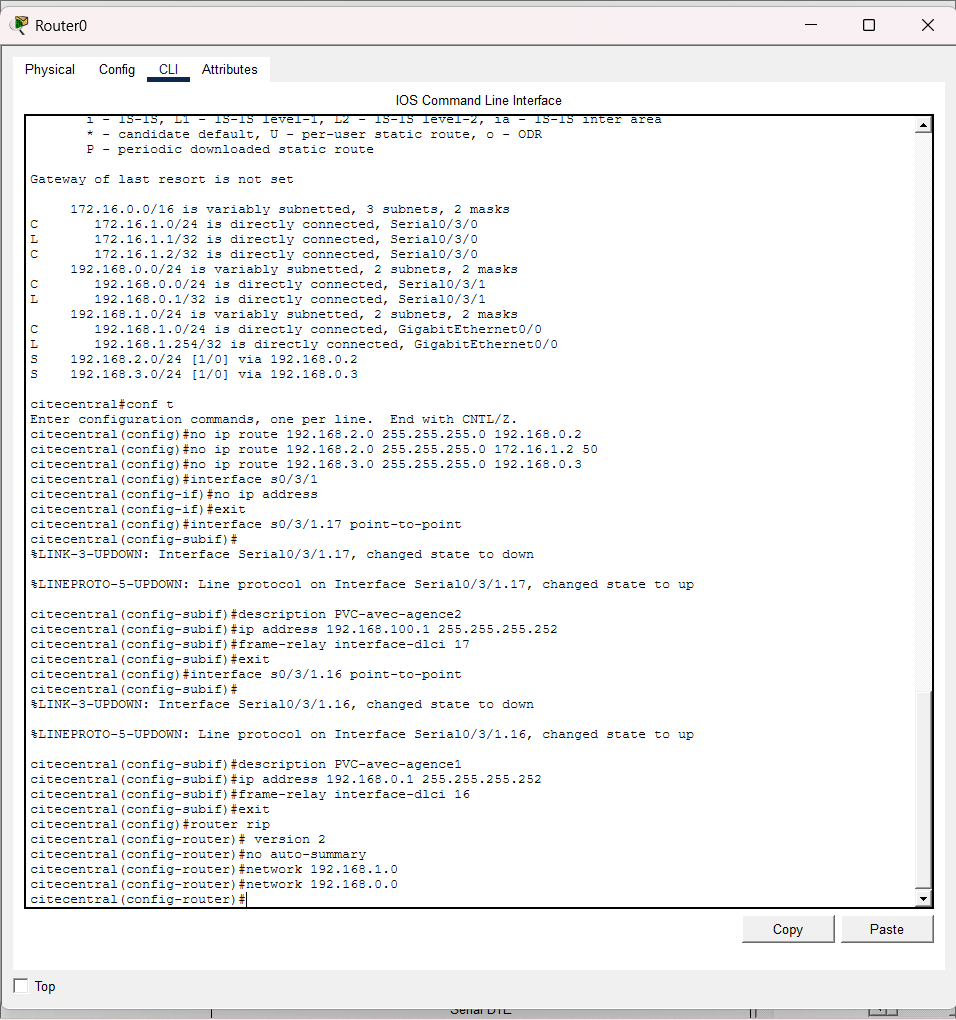 Router0
Physical Config CLI Attributes
IOS Command Line Interface
i - IS-IS, L1 - IS-IS level-1, L2 - IS-IS level-2, ia - IS-IS inter area
* - candidate default, U - per-user static route, o - ODR
P - periodic downloaded static route
Gateway of last resort is not set
172.16.0.0/16 is variably subnetted, 3 subnets, 2 masks
C 172.16.1.0/24 is directly connected, Serial0/3/0
L 172.16.1.1/32 is directly connected, Serial0/3/0
C 172.16.1.2/32 is directly connected, Serial0/3/0
192.168.0.0/24 is variably subnetted, 2 subnets, 2 masks
C 192.168.0.0/24 is directly connected, Serial0/3/1
L 192.168.0.1/32 is directly connected, Serial0/3/1
192.168.1.0/24 is variably subnetted, 2 subnets, 2 masks
C 192.168.1.0/24 is directly connected, GigabitEthernet0/0
L 192.168.1.254/32 is directly connected, GigabitEthernet0/0
S 192.168.2.0/24 [1/0] via 192.168.0.2
S 192.168.3.0/24 [1/0] via 192.168.0.3
citecentral#conf t
Enter configuration commands, one per line. End with CNTL/Z.
citecentral(config)#no ip route 192.168.2.0 255.255.255.0 192.168.0.2
citecentral(config)#no ip route 192.168.2.0 255.255.255.0 172.16.1.2 50
citecentral(config)#no ip route 192.168.3.0 255.255.255.0 192.168.0.3
citecentral(config)#interface s0/3/1
citecentral(config-if)#no ip address
citecentral(config-if)#exit
citecentral(config)#interface s0/3/1.17 point-to-point
citecentral(config-subif)#
%LINK-3-UPDOWN: Interface Serial0/3/1.17, changed state to down
%LINEPROTO-5-UPDOWN: Line protocol on Interface Serial0/3/1.17, changed state to up
citecentral(config-subif)#description PVC-avec-agence2
citecentral(config-subif)#ip address 192.168.100.1 255.255.255.252
citecentral(config-subif)#frame-relay interface-dlci 17
citecentral(config-subif)#exit
citecentral(config)#interface s0/3/1.16 point-to-point
citecentral(config-subif)#
%LINK-3-UPDOWN: Interface Serial0/3/1.16, changed state to down
%LINEPROTO-5-UPDOWN: Line protocol on Interface Serial0/3/1.16, changed state to up
citecentral(config-subif)#description PVC-avec-agence1
citecentral(config-subif)#ip address 192.168.0.1 255.255.255.252
citecentral(config-subif)#frame-relay interface-dlci 16
citecentral(config-subif)#exit
citecentral(config)#router rip
citecentral(config-router)# version 2
citecentral(config-router)#no auto-summary
citecentral(config-router)#network 192.168.1.0
citecentral(config-router)#network 192.168.0.0
citecentral(config-router)#
Copy Paste
Top
Serial DTE